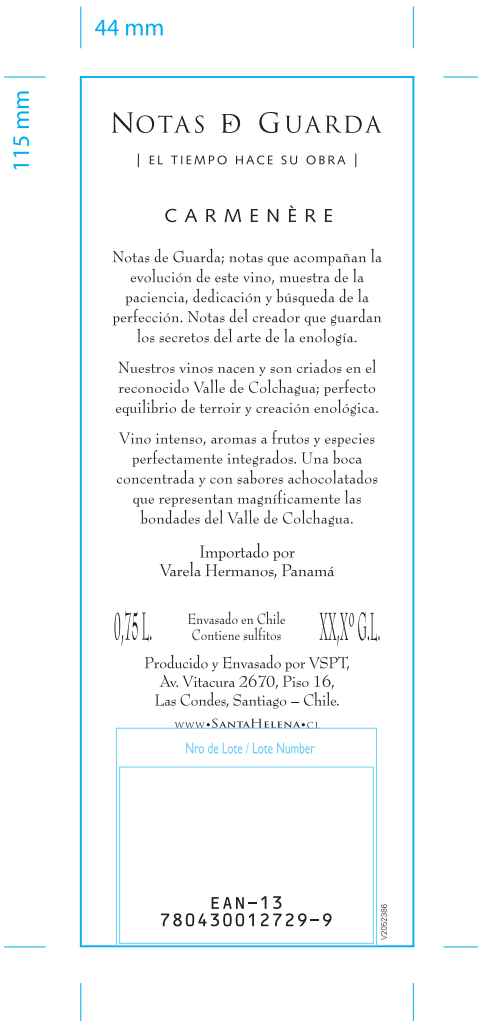 44 mm
115 mm
NOTAS DE GUARDA
| EL TIEMPO HACE SU OBRA |
CARMENÈRE
Notas de Guarda; notas que acompañan la
evolución de este vino, muestra de la
paciencia, dedicación y búsqueda de la
perfección. Notas del creador que guardan
los secretos del arte de la enología.
Nuestros vinos nacen y son criados en el
reconocido Valle de Colchagua; perfecto
equilibrio de terroir y creación enológica.
Vino intenso, aromas a frutos y especies
perfectamente integrados. Una boca
concentrada y con sabores achocolatados
que representan magníficamente las
bondades del Valle de Colchagua.
Importado por
Varela Hermanos, Panamá
0,75 L.
Envasado en Chile
Contiene sulfitos
XX,Xº G.L.
Producido y Envasado por VSPT,
Av. Vitacura 2670, Piso 16,
Las Condes, Santiago – Chile.
WWW•SANTAHELENA•CL
Nro de Lote / Lote Number
EAN-13
780430012729-9
V2052386